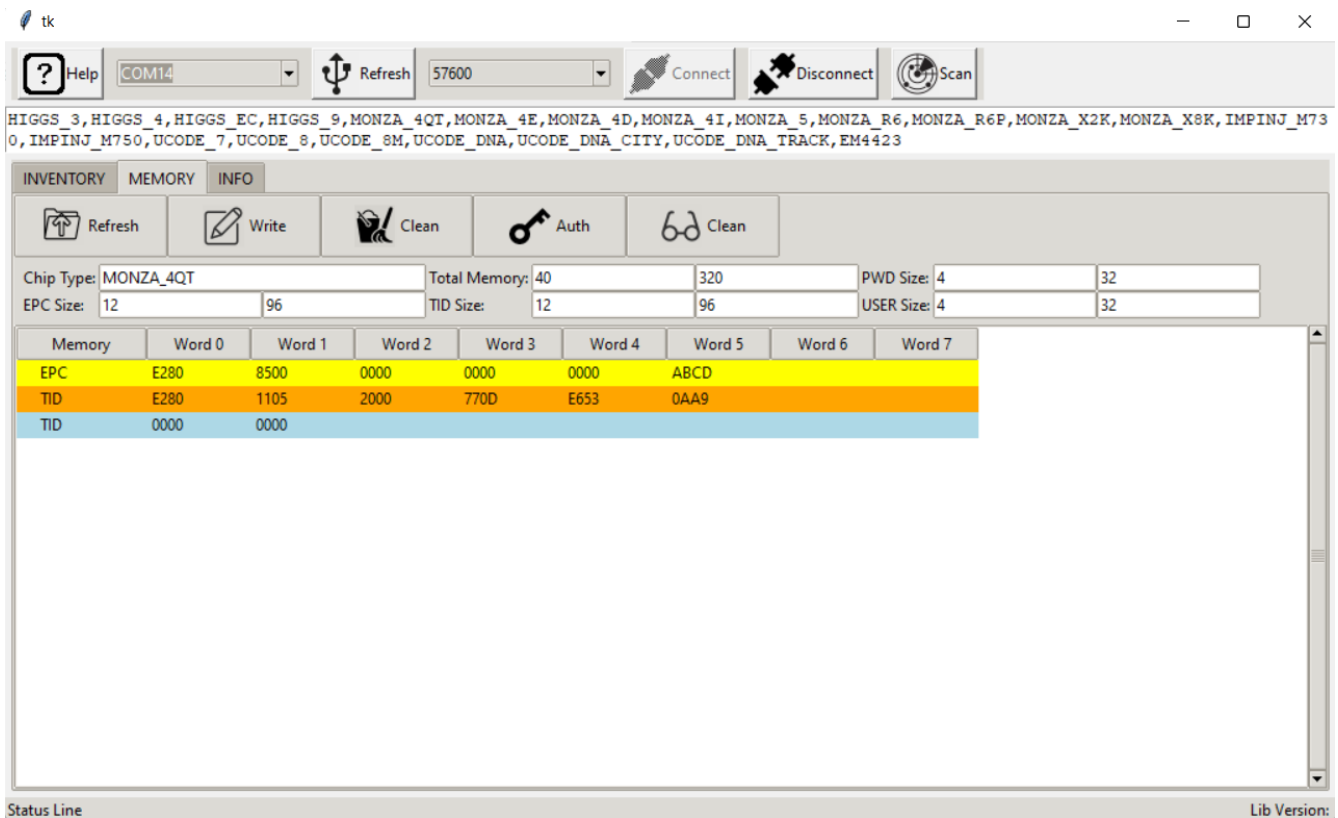 tk
Help COM14 Refresh 57600 Connect Disconnect Scan
HIGGS_3,HIGGS_4,HIGGS_EC,HIGGS_9,MONZA_4QT,MONZA_4E,MONZA_4D,MONZA_4I,MONZA_5,MONZA_R6,MONZA_R6P,MONZA_X2K,MONZA_X8K,IMPINJ_M73
0,IMPINJ_M750,UCODE_7,UCODE_8,UCODE_8M,UCODE_DNA,UCODE_DNA_CITY,UCODE_DNA_TRACK,EM4423
INVENTORY MEMORY INFO
Refresh Write Clean Auth Clean
Chip Type: MONZA_4QT Total Memory: 40 320 PWD Size: 4 32
EPC Size: 12 96 TID Size: 12 96 USER Size: 4 32
Memory Word 0 Word 1 Word 2 Word 3 Word 4 Word 5 Word 6 Word 7
EPC E280 8500 0000 0000 0000 ABCD
TID E280 1105 2000 770D E653 0AA9
TID 0000 0000
Status Line Lib Version: